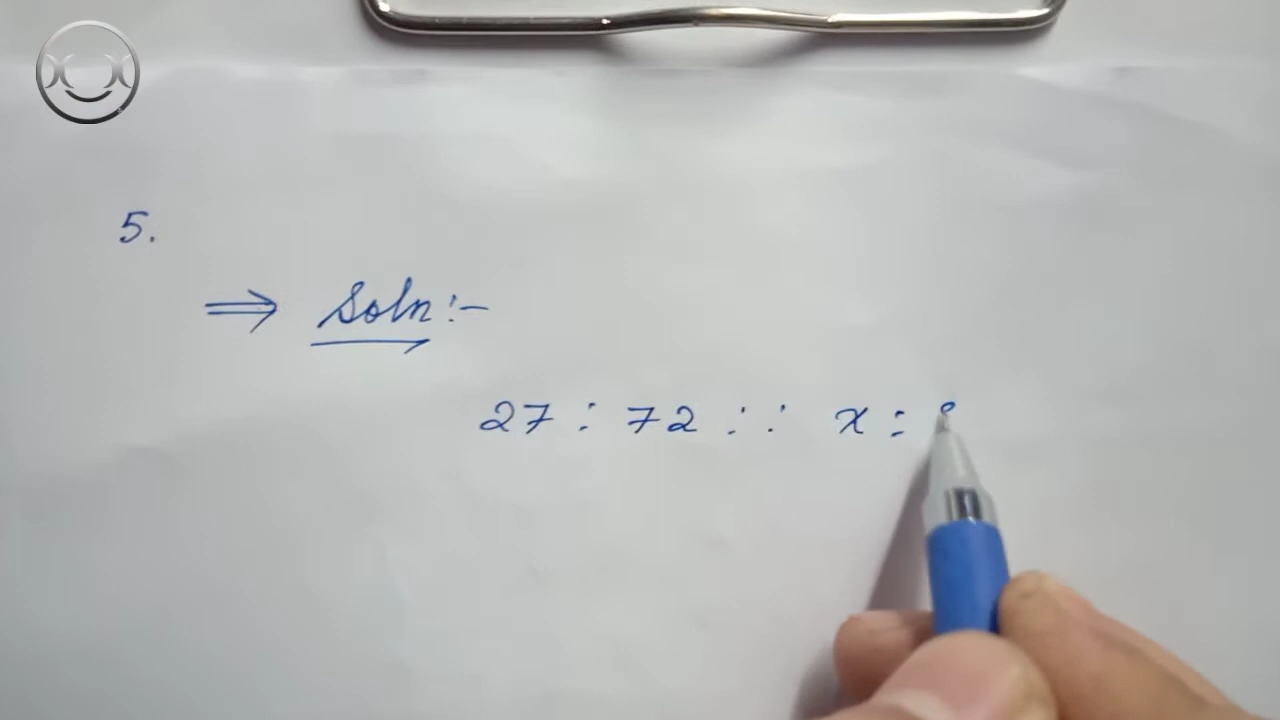 5.
⇒ Soln :-
27 : 72 :: x :